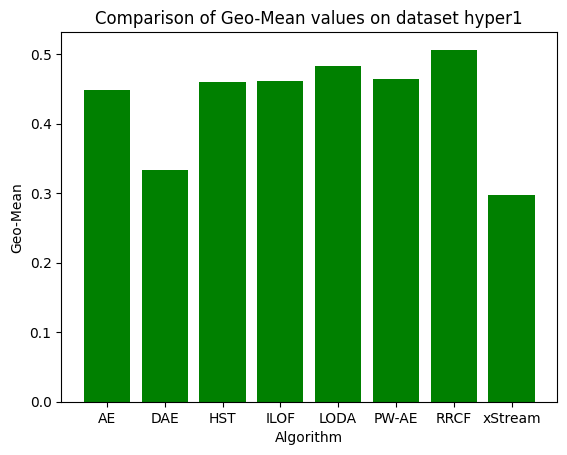 Comparison of Geo-Mean values on dataset hyper1
0.5
0.4
0.3
0.2
0.1
0.0
Geo-Mean
AE DAE HST ILOF LODA PW-AE RRCF xStream
Algorithm